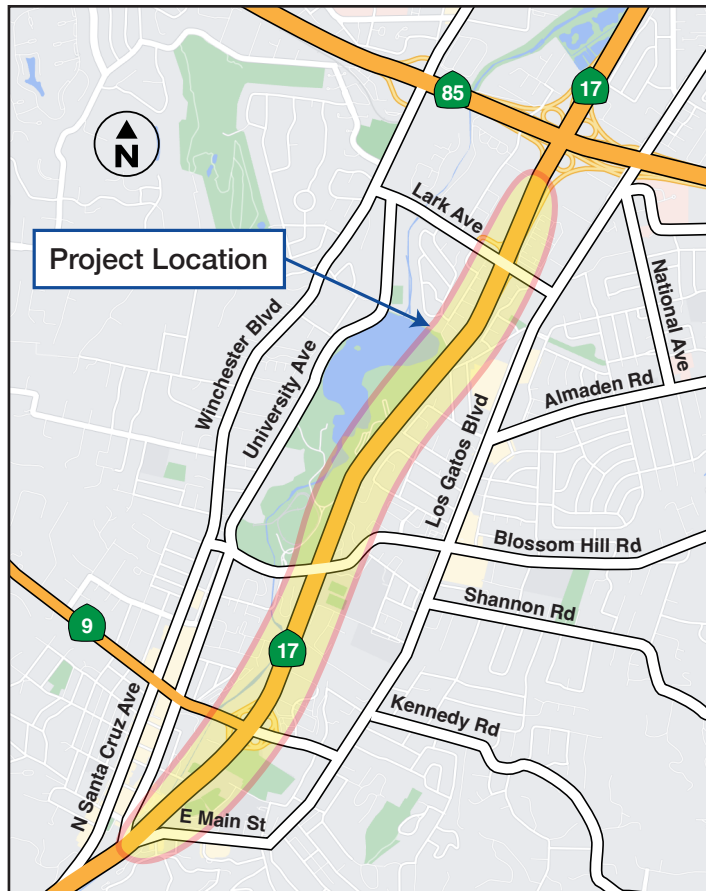 85
17
N
Lark Ave
Project Location
National Ave
Winchester Blvd
University Ave
Almaden Rd
Los Gatos Blvd
Blossom Hill Rd
Shannon Rd
9
17
Kennedy Rd
N Santa Cruz Ave
E Main St